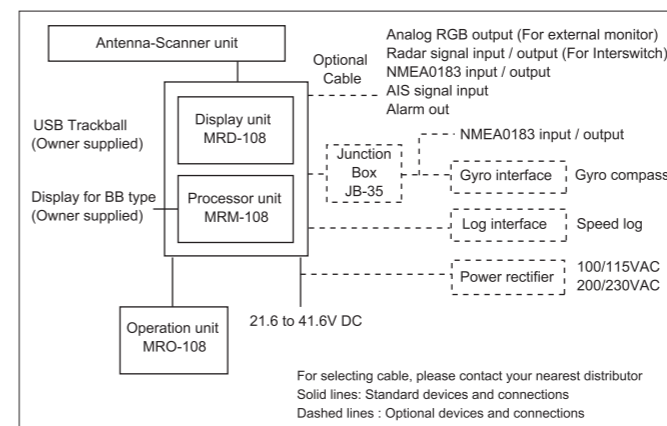 Antenna-Scanner unit
Optional
Cable
Analog RGB output (For external monitor)
Radar signal input / output (For Interswitch)
NMEA0183 input / output
AIS signal input
Alarm out
USB Trackball
(Owner supplied)
Display unit
MRD-108
Junction
Box
JB-35
NMEA0183 input / output
Gyro interface
Gyro compass
Display for BB type
(Owner supplied)
Processor unit
MRM-108
Log interface
Speed log
Power rectifier
100/115VAC
200/230VAC
Operation unit
MRO-108
21.6 to 41.6V DC
For selecting cable, please contact your nearest distributor
Solid lines: Standard devices and connections
Dashed lines : Optional devices and connections